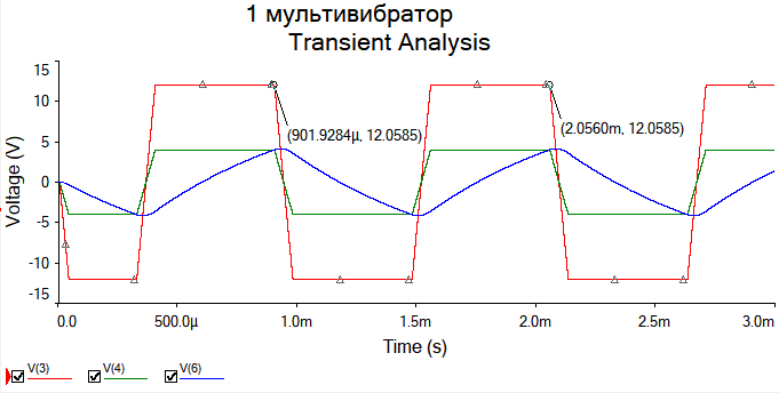 1 мультивибратор
Transient Analysis
Voltage (V)
15
10
5
0
-5
-10
-15
(901.9284µ, 12.0585)
(2.0560m, 12.0585)
0.0 500.0µ 1.0m 1.5m 2.0m 2.5m 3.0m
Time (s)
V(3) V(4) V(6)